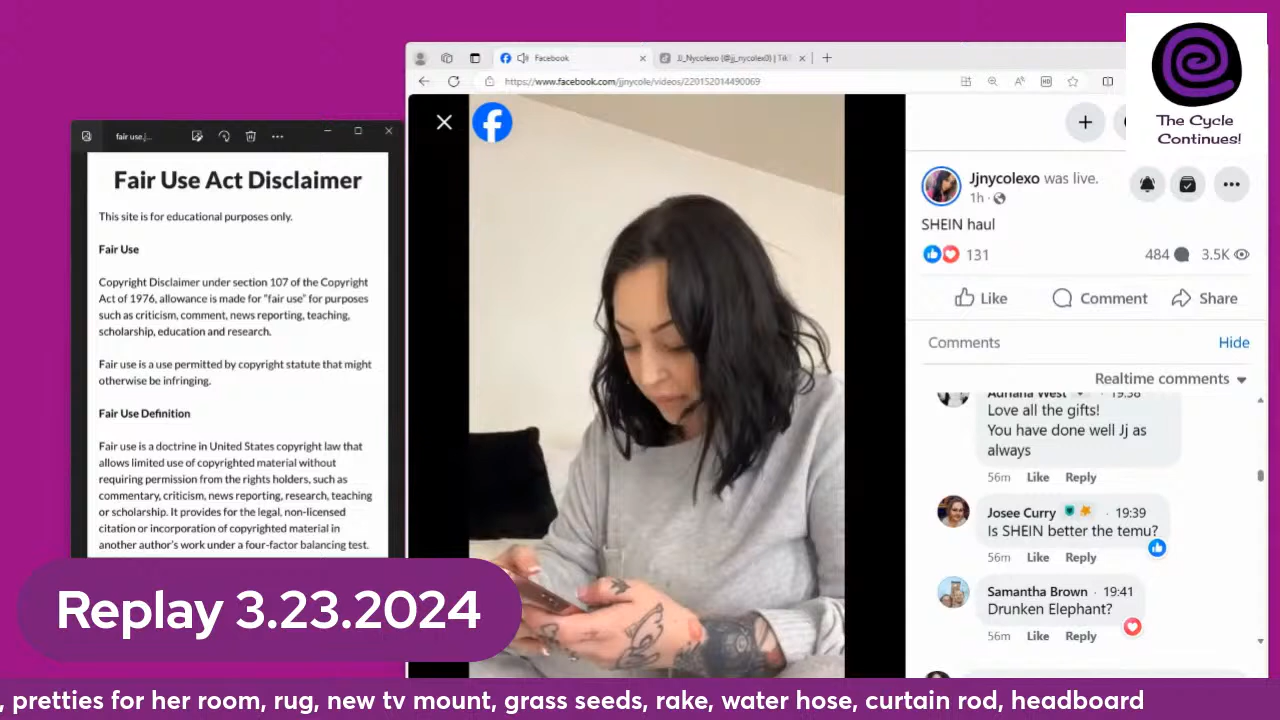 fair use.j...
Fair Use Act Disclaimer
This site is for educational purposes only.
Fair Use
Copyright Disclaimer under section 107 of the Copyright
Act of 1976, allowance is made for "fair use" for purposes
such as criticism, comment, news reporting, teaching,
scholarship, education and research.
Fair use is a use permitted by copyright statute that might
otherwise be infringing.
Fair Use Definition
Fair use is a doctrine in United States copyright law that
allows limited use of copyrighted material without
requiring permission from the rights holders, such as
commentary, criticism, news reporting, research, teaching
or scholarship. It provides for the legal, non-licensed
citation or incorporation of copyrighted material in
another author's work under a four-factor balancing test.
Facebook
JJ_Nycolexo (@jj_nycolex0) | Tik
https://www.facebook.com/jjnycole/videos/220152014490069
The Cycle
Continues!
Jjnycolexo was live.
1h ·
SHEIN haul
131
484
3.5K
Like
Comment
Share
Comments
Hide
Realtime comments
Adriana West · 19:38
Love all the gifts!
You have done well Jj as
always
56m Like Reply
Josee Curry · 19:39
Is SHEIN better the temu?
56m Like Reply
Samantha Brown · 19:41
Drunken Elephant?
56m Like Reply
Replay 3.23.2024
, pretties for her room, rug, new tv mount, grass seeds, rake, water hose, curtain rod, headboard